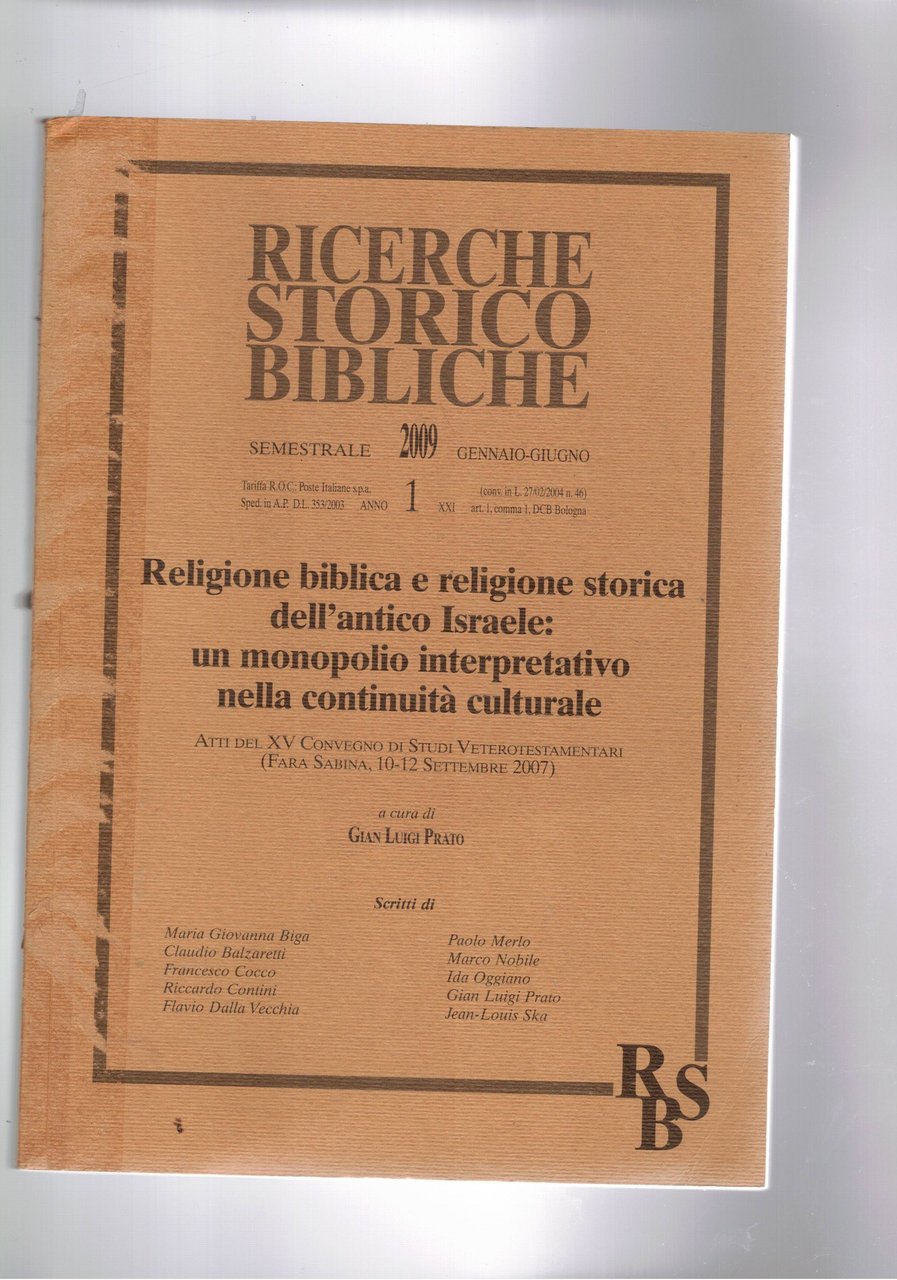 RICERCHE
STORICO
BIBLICHE
SEMESTRALE 2009 GENNAIO-GIUGNO
Tariffa R.O.C.: Poste Italiane s.p.a.
Sped. in A.P. D.L. 353/2003 ANNO 1 XXI
(conv. in L. 27/02/2004 n. 46)
art. 1, comma 1, DCB Bologna
Religione biblica e religione storica
dell'antico Israele:
un monopolio interpretativo
nella continuità culturale
ATTI DEL XV CONVEGNO DI STUDI VETEROTESTAMENTARI
(FARA SABINA, 10-12 SETTEMBRE 2007)
a cura di
GIAN LUIGI PRATO
Scritti di
Maria Giovanna Biga
Claudio Balzaretti
Francesco Cocco
Riccardo Contini
Flavio Dalla Vecchia
Paolo Merlo
Marco Nobile
Ida Oggiano
Gian Luigi Prato
Jean-Louis Ska
RSB